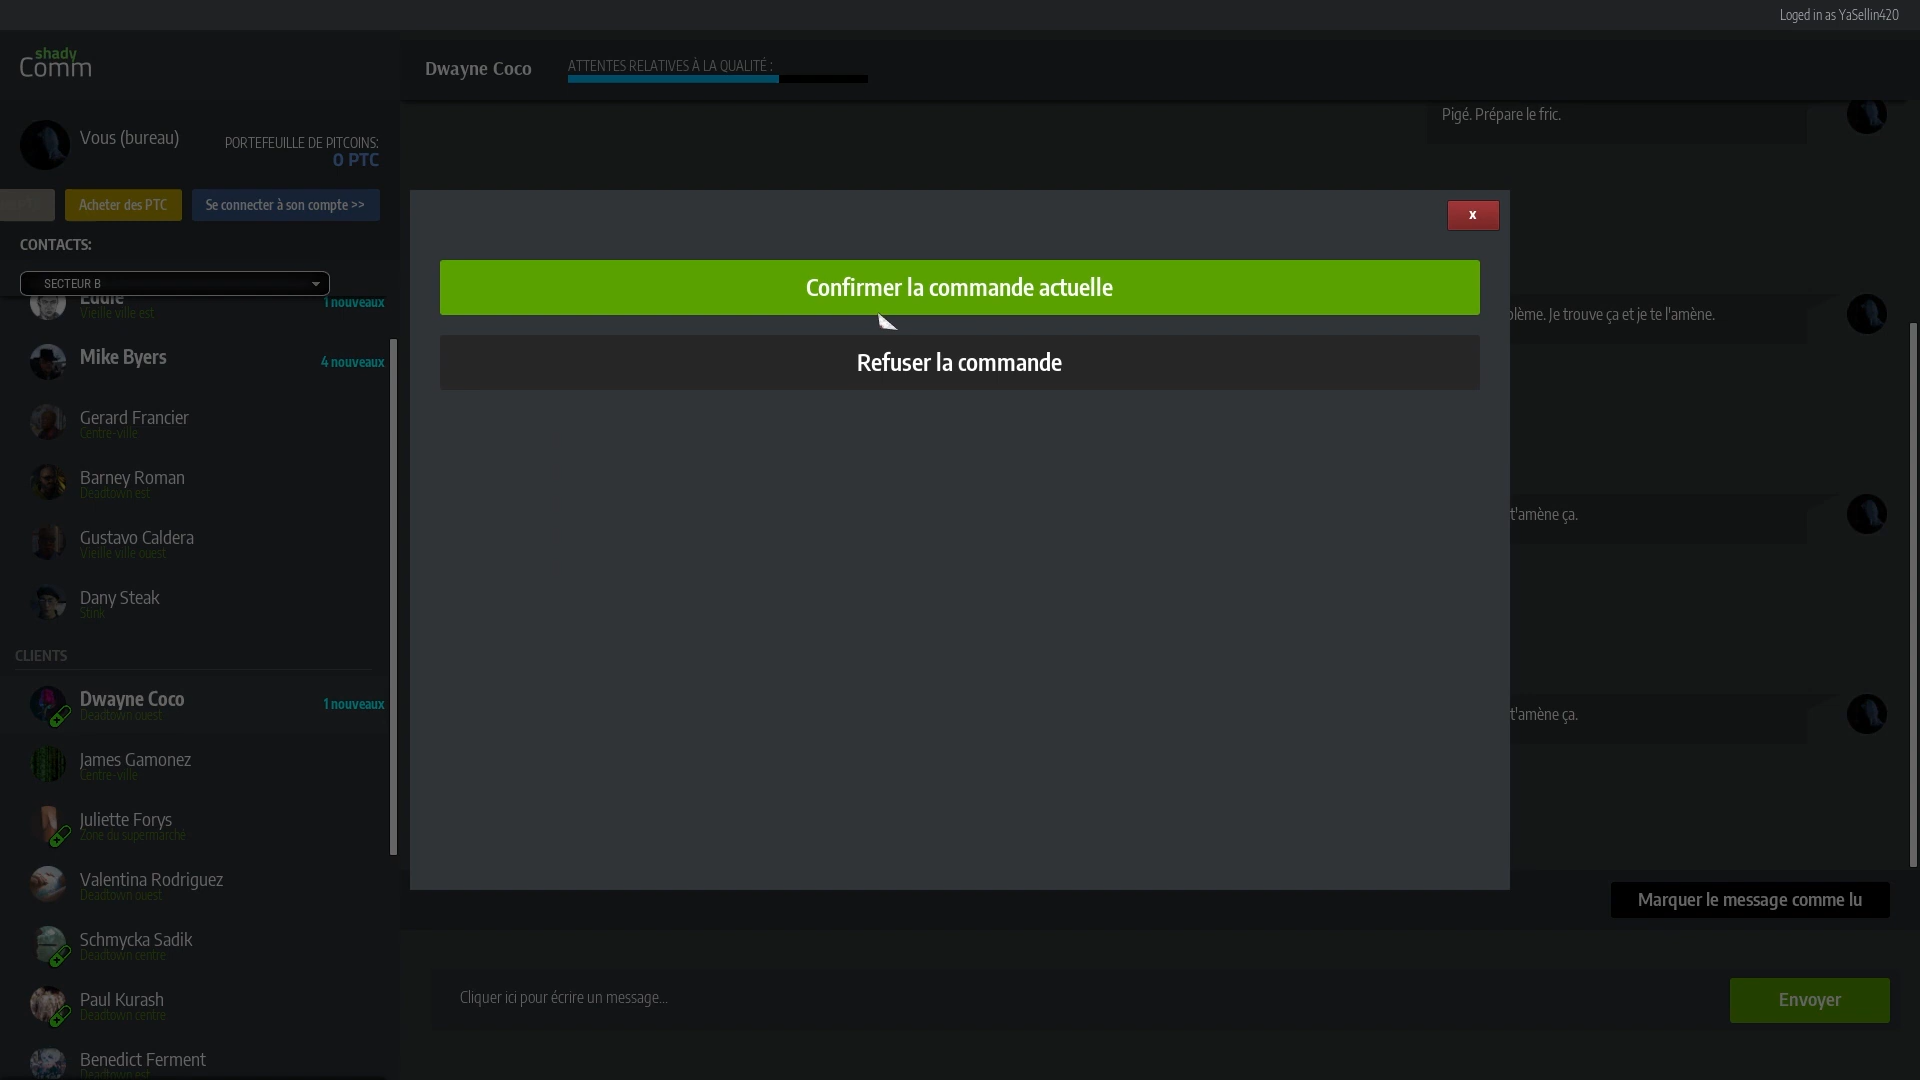 Loged in as YaSellin420
shady
Comm
Dwayne Coco
ATTENTES RELATIVES À LA QUALITÉ :
Pigé. Prépare le fric.
Vous (bureau)
PORTEFEUILLE DE PITCOINS:
0 PTC
Acheter des PTC
Se connecter à son compte >>
CONTACTS:
SECTEUR B
x
Confirmer la commande actuelle
Refuser la commande
Eddie
Vieille ville est
1 nouveaux
Mike Byers
4 nouveaux
Gerard Francier
Centre-ville
Barney Roman
Deadtown est
Gustavo Caldera
Vieille ville ouest
Dany Steak
Stink
CLIENTS
Dwayne Coco
Deadtown ouest
1 nouveaux
James Gamonez
Centre-ville
Juliette Forys
Zone du supermarché
Valentina Rodriguez
Deadtown ouest
Schmycka Sadik
Deadtown centre
Paul Kurash
Deadtown centre
Benedict Ferment
Deadtown est
blème. Je trouve ça et je te l'amène.
t'amène ça.
t'amène ça.
Marquer le message comme lu
Cliquer ici pour écrire un message...
Envoyer